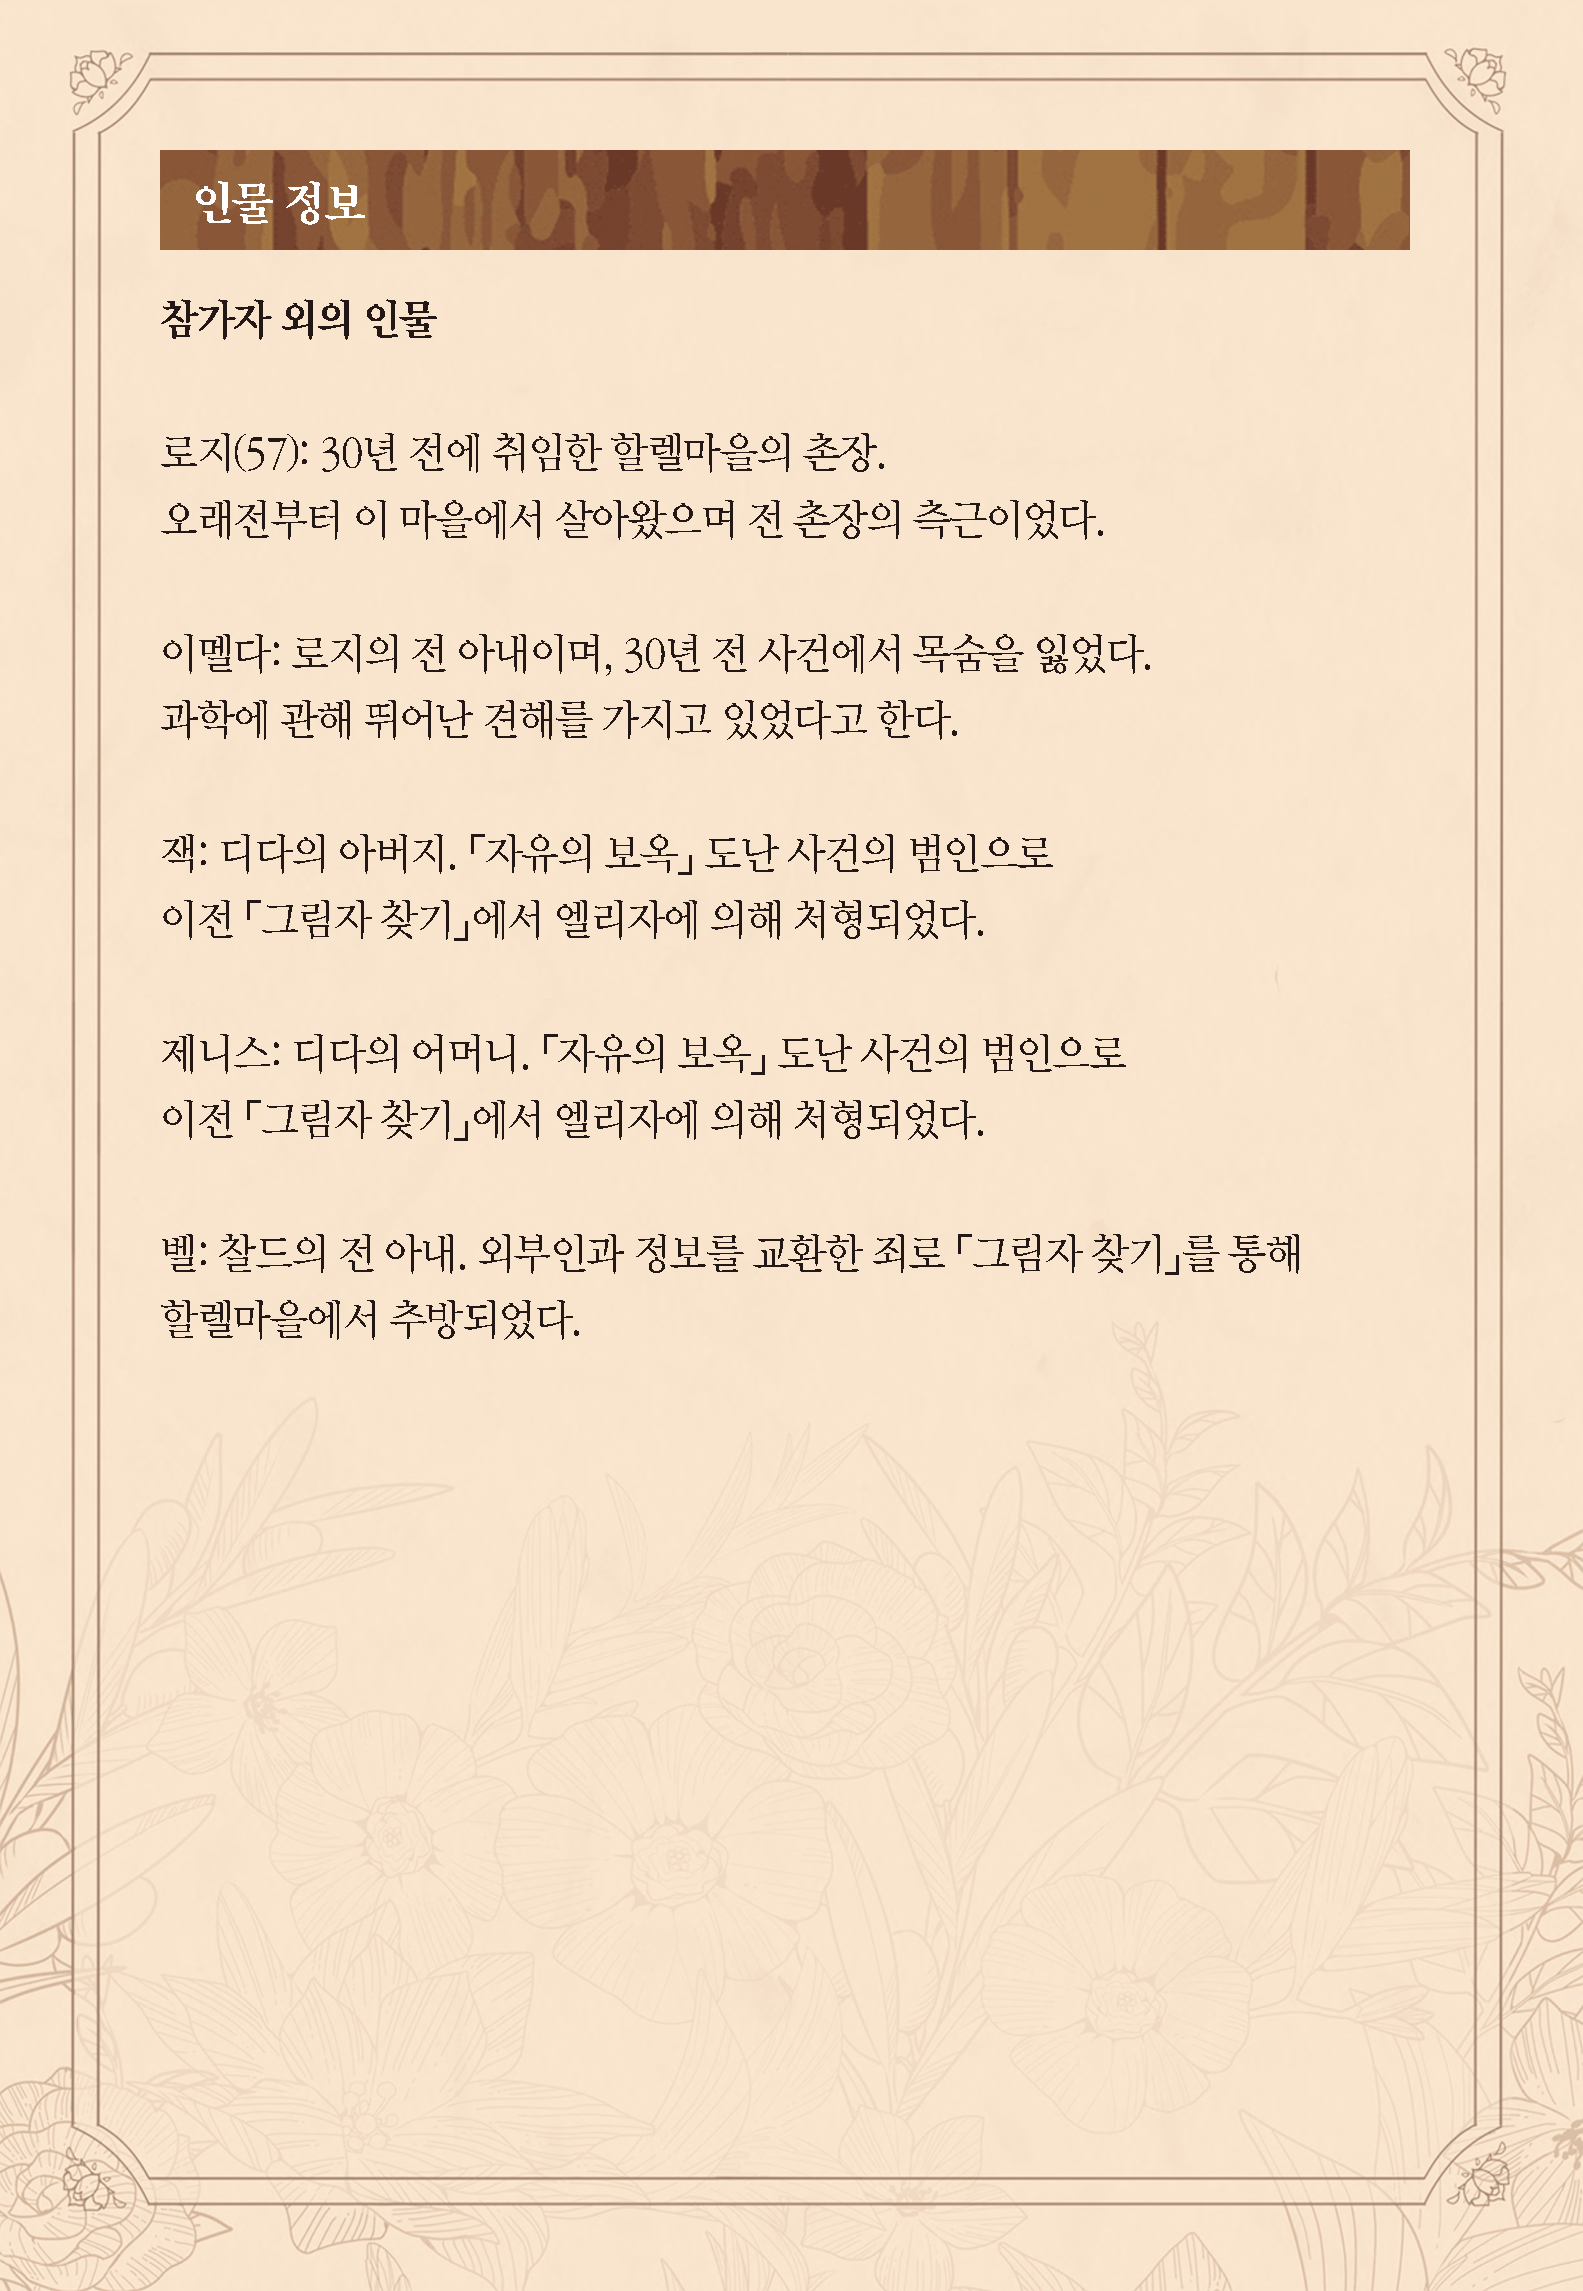 인물 정보
참가자 외의 인물
로지(57): 30년 전에 취임한 할렐마을의 촌장.
오래전부터 이 마을에서 살아왔으며 전 촌장의 측근이었다.
이멜다: 로지의 전 아내이며, 30년 전 사건에서 목숨을 잃었다.
과학에 관해 뛰어난 견해를 가지고 있었다고 한다.
잭: 디다의 아버지. 「자유의 보옥」 도난 사건의 범인으로
이전 「그림자 찾기」에서 엘리자에 의해 처형되었다.
제니스: 디다의 어머니. 「자유의 보옥」 도난 사건의 범인으로
이전 「그림자 찾기」에서 엘리자에 의해 처형되었다.
벨: 찰드의 전 아내. 외부인과 정보를 교환한 죄로 「그림자 찾기」를 통해
할렐마을에서 추방되었다.